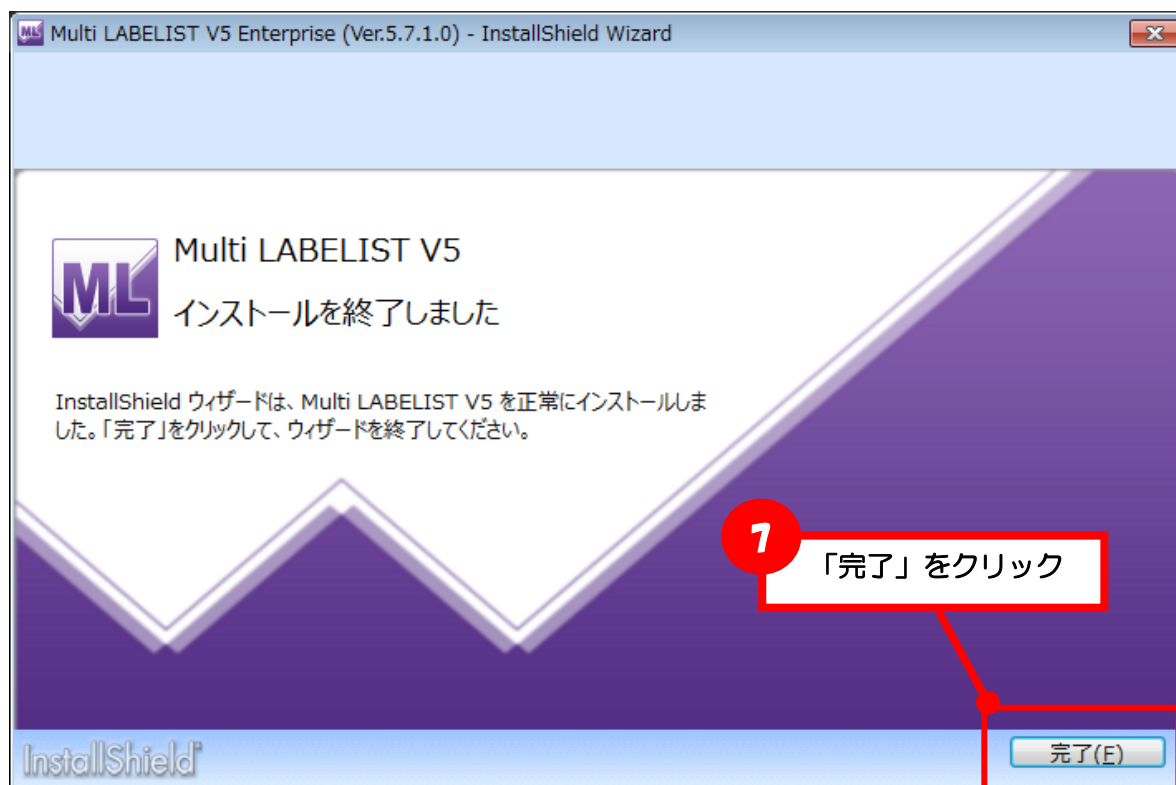 Multi LABELIST V5 Enterprise (Ver.5.7.1.0) - InstallShield Wizard
ML
Multi LABELIST V5
ML
インストールを終了しました
InstallShield ウィザードは、Multi LABELIST V5 を正常にインストールしま
した。「完了」をクリックして、ウィザードを終了してください。
1
「完了」をクリック
InstallShield
完了(F)